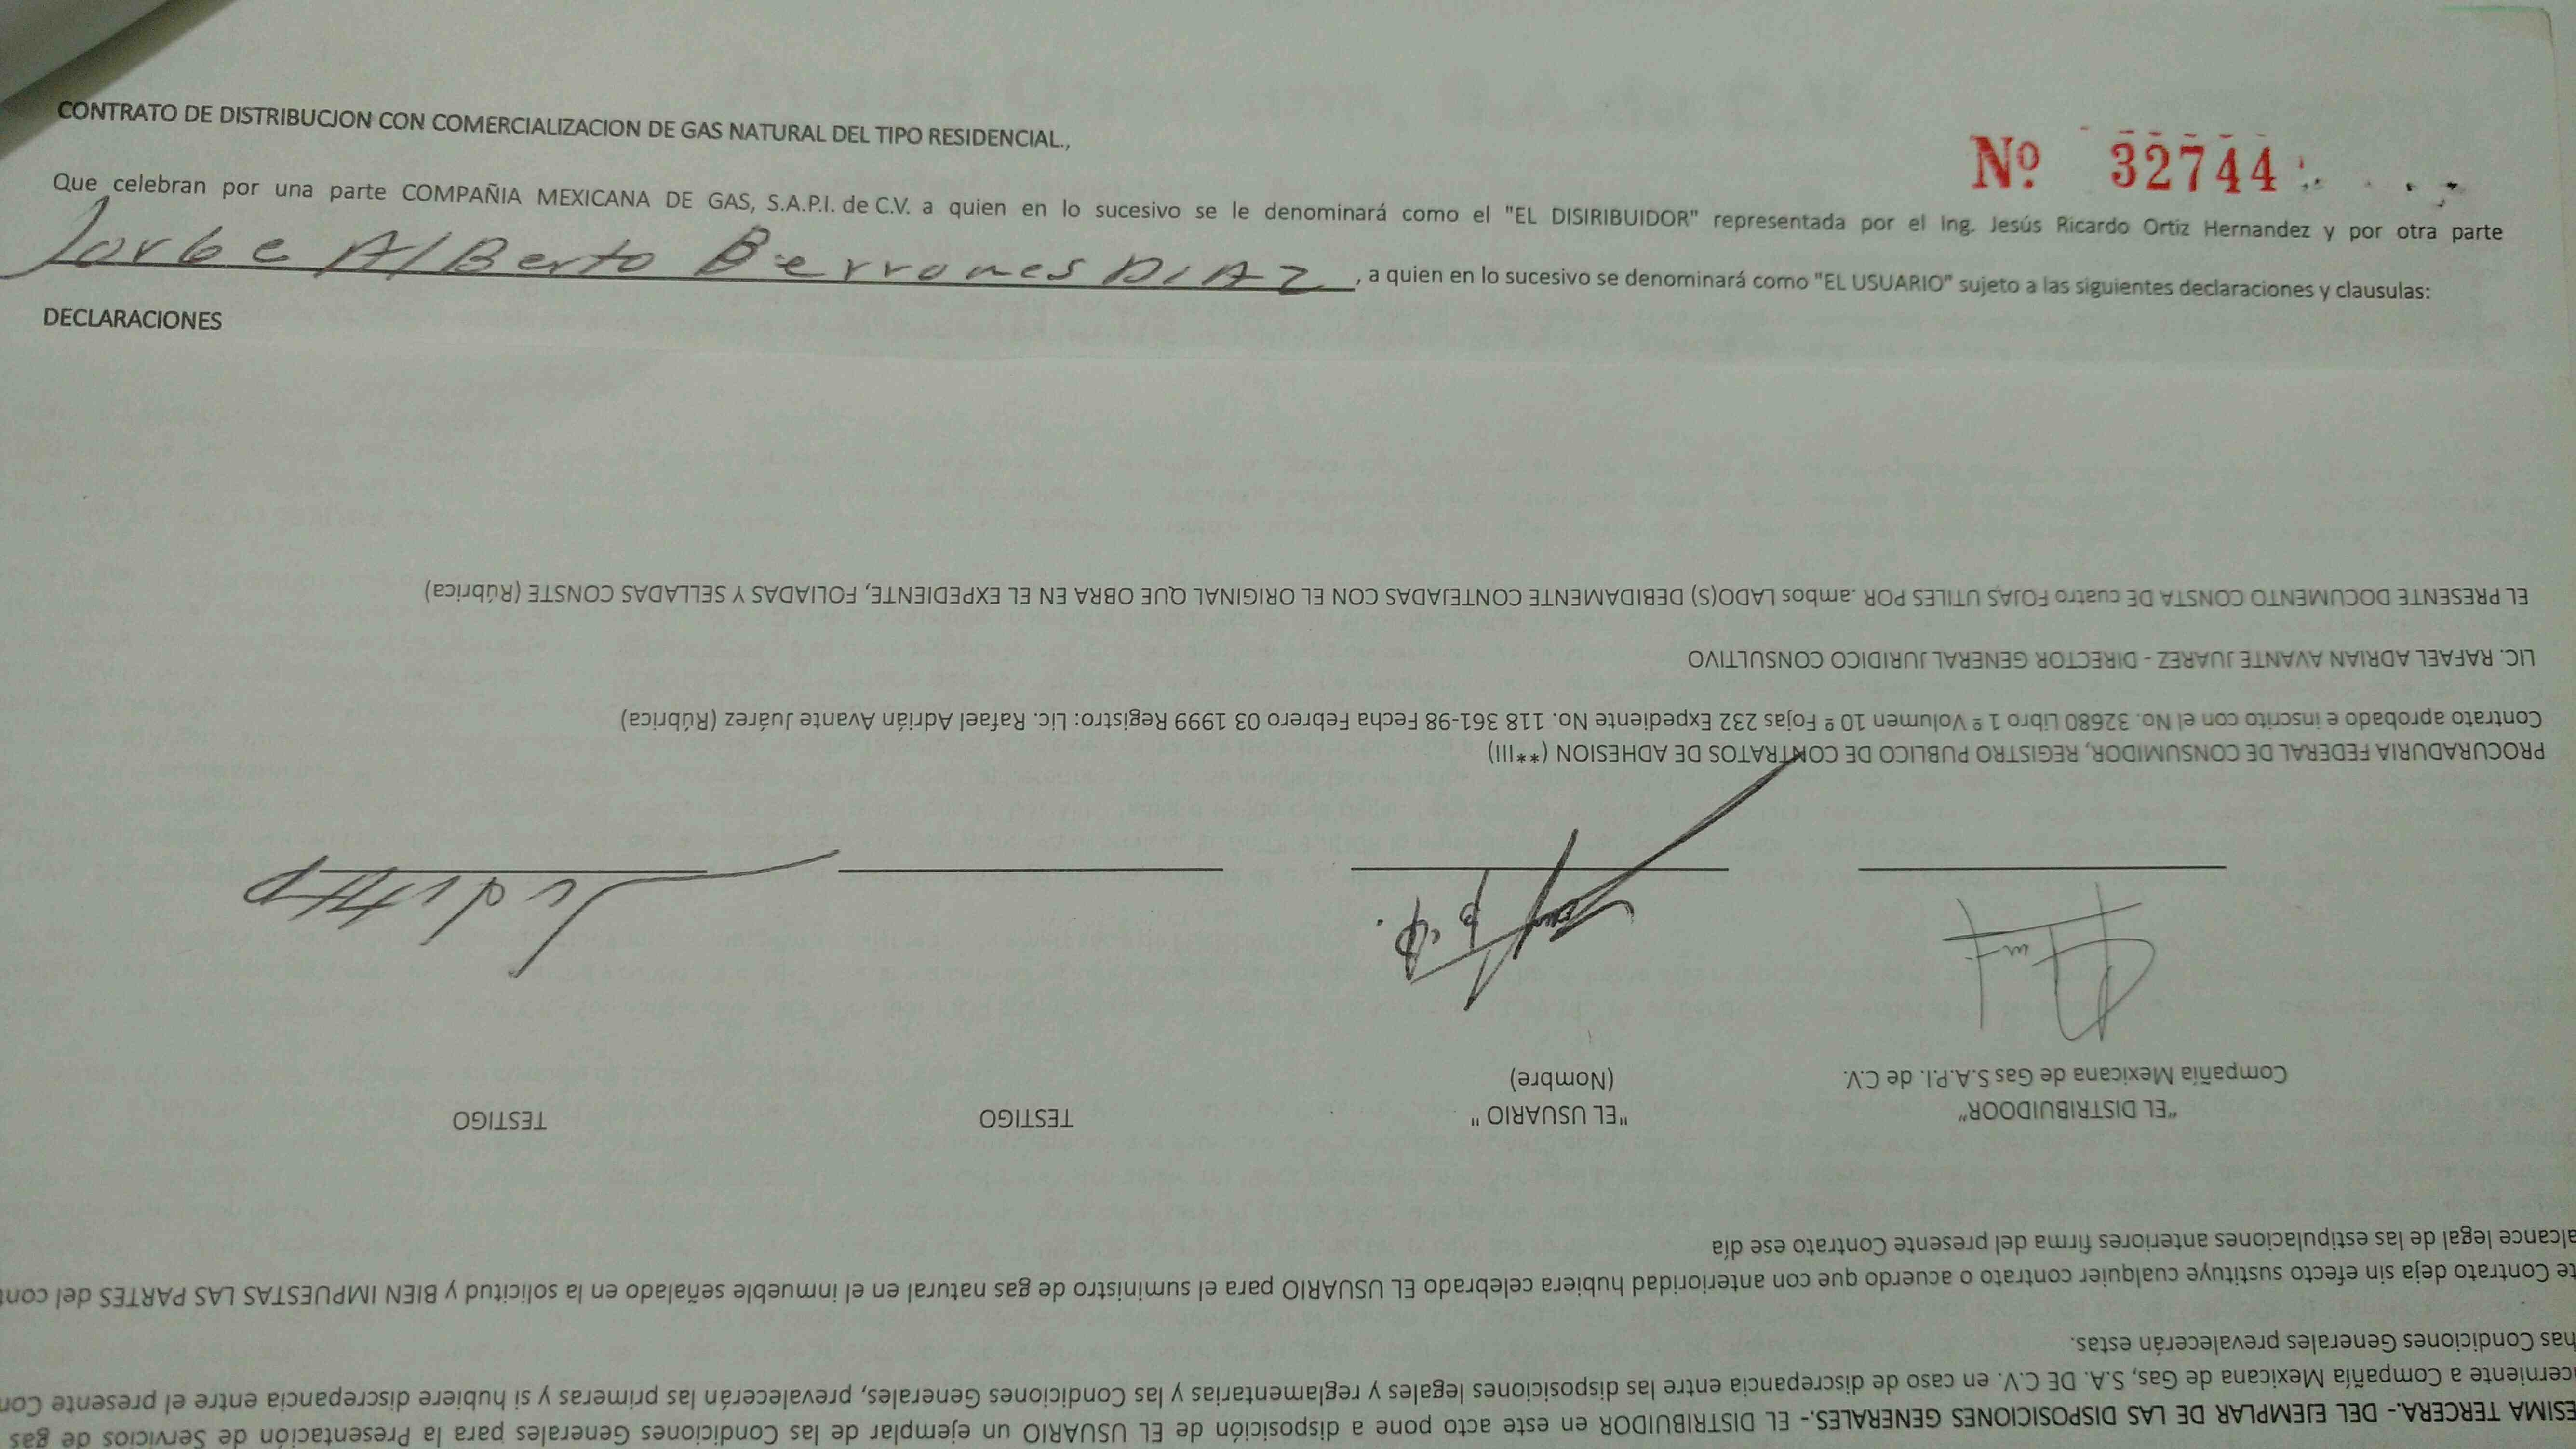 CONTRATO DE DISTRIBUCJON CON COMERCIALIZACION DE GAS NATURAL DEL TIPO RESIDENCIAL.,
Nº 32744
Que celebran por una parte COMPAÑIA MEXICANA DE GAS, S.A.P.I. de C.V. a quien en lo sucesivo se le denominará como el "EL DISIRIBUIDOR" representada por el Ing. Jesús Ricardo Ortiz Hernandez y por otra parte
Jorge Alberto Berrones DIAZ, a quien en lo sucesivo se denominará como "EL USUARIO" sujeto a las siguientes declaraciones y clausulas:
DECLARACIONES
ESIMA TERCERA.- DEL EJEMPLAR DE LAS DISPOSICIONES GENERALES.- EL DISTRIBUIDOR en este acto pone a disposición de EL USUARIO un ejemplar de las Condiciones Generales para la Presentación de Servicios de gas
cerniente a Compañía Mexicana de Gas, S.A. DE C.V. en caso de discrepancia entre las disposiciones legales y reglamentarias y las Condiciones Generales, prevalecerán las primeras y si hubiere discrepancia entre el presente Con
has Condiciones Generales prevalecerán estas.
te Contrato deja sin efecto sustituye cualquier contrato o acuerdo que con anterioridad hubiera celebrado EL USUARIO para el suministro de gas natural en el inmueble señalado en la solicitud y BIEN IMPUESTAS LAS PARTES del cont
alcance legal de las estipulaciones anteriores firma del presente Contrato ese día
"EL DISTRIBUIDOOR" "EL USUARIO " TESTIGO TESTIGO
Compañía Mexicana de Gas S.A.P.I. de C.V. (Nombre)
PROCURADURIA FEDERAL DE CONSUMIDOR, REGISTRO PUBLICO DE CONTRATOS DE ADHESION (**III)
Contrato aprobado e inscrito con el No. 32680 Libro 1 º Volumen 10 º Fojas 232 Expediente No. 118 361-98 Fecha Febrero 03 1999 Registro: Lic. Rafael Adrián Avante Juárez (Rúbrica)
LIC. RAFAEL ADRIAN AVANTE JUAREZ - DIRECTOR GENERAL JURIDICO CONSULTIVO
EL PRESENTE DOCUMENTO CONSTA DE cuatro FOJAS UTILES POR .ambos LADO(S) DEBIDAMENTE CONTEJADAS CON EL ORIGINAL QUE OBRA EN EL EXPEDIENTE, FOLIADAS Y SELLADAS CONSTE (Rúbrica)